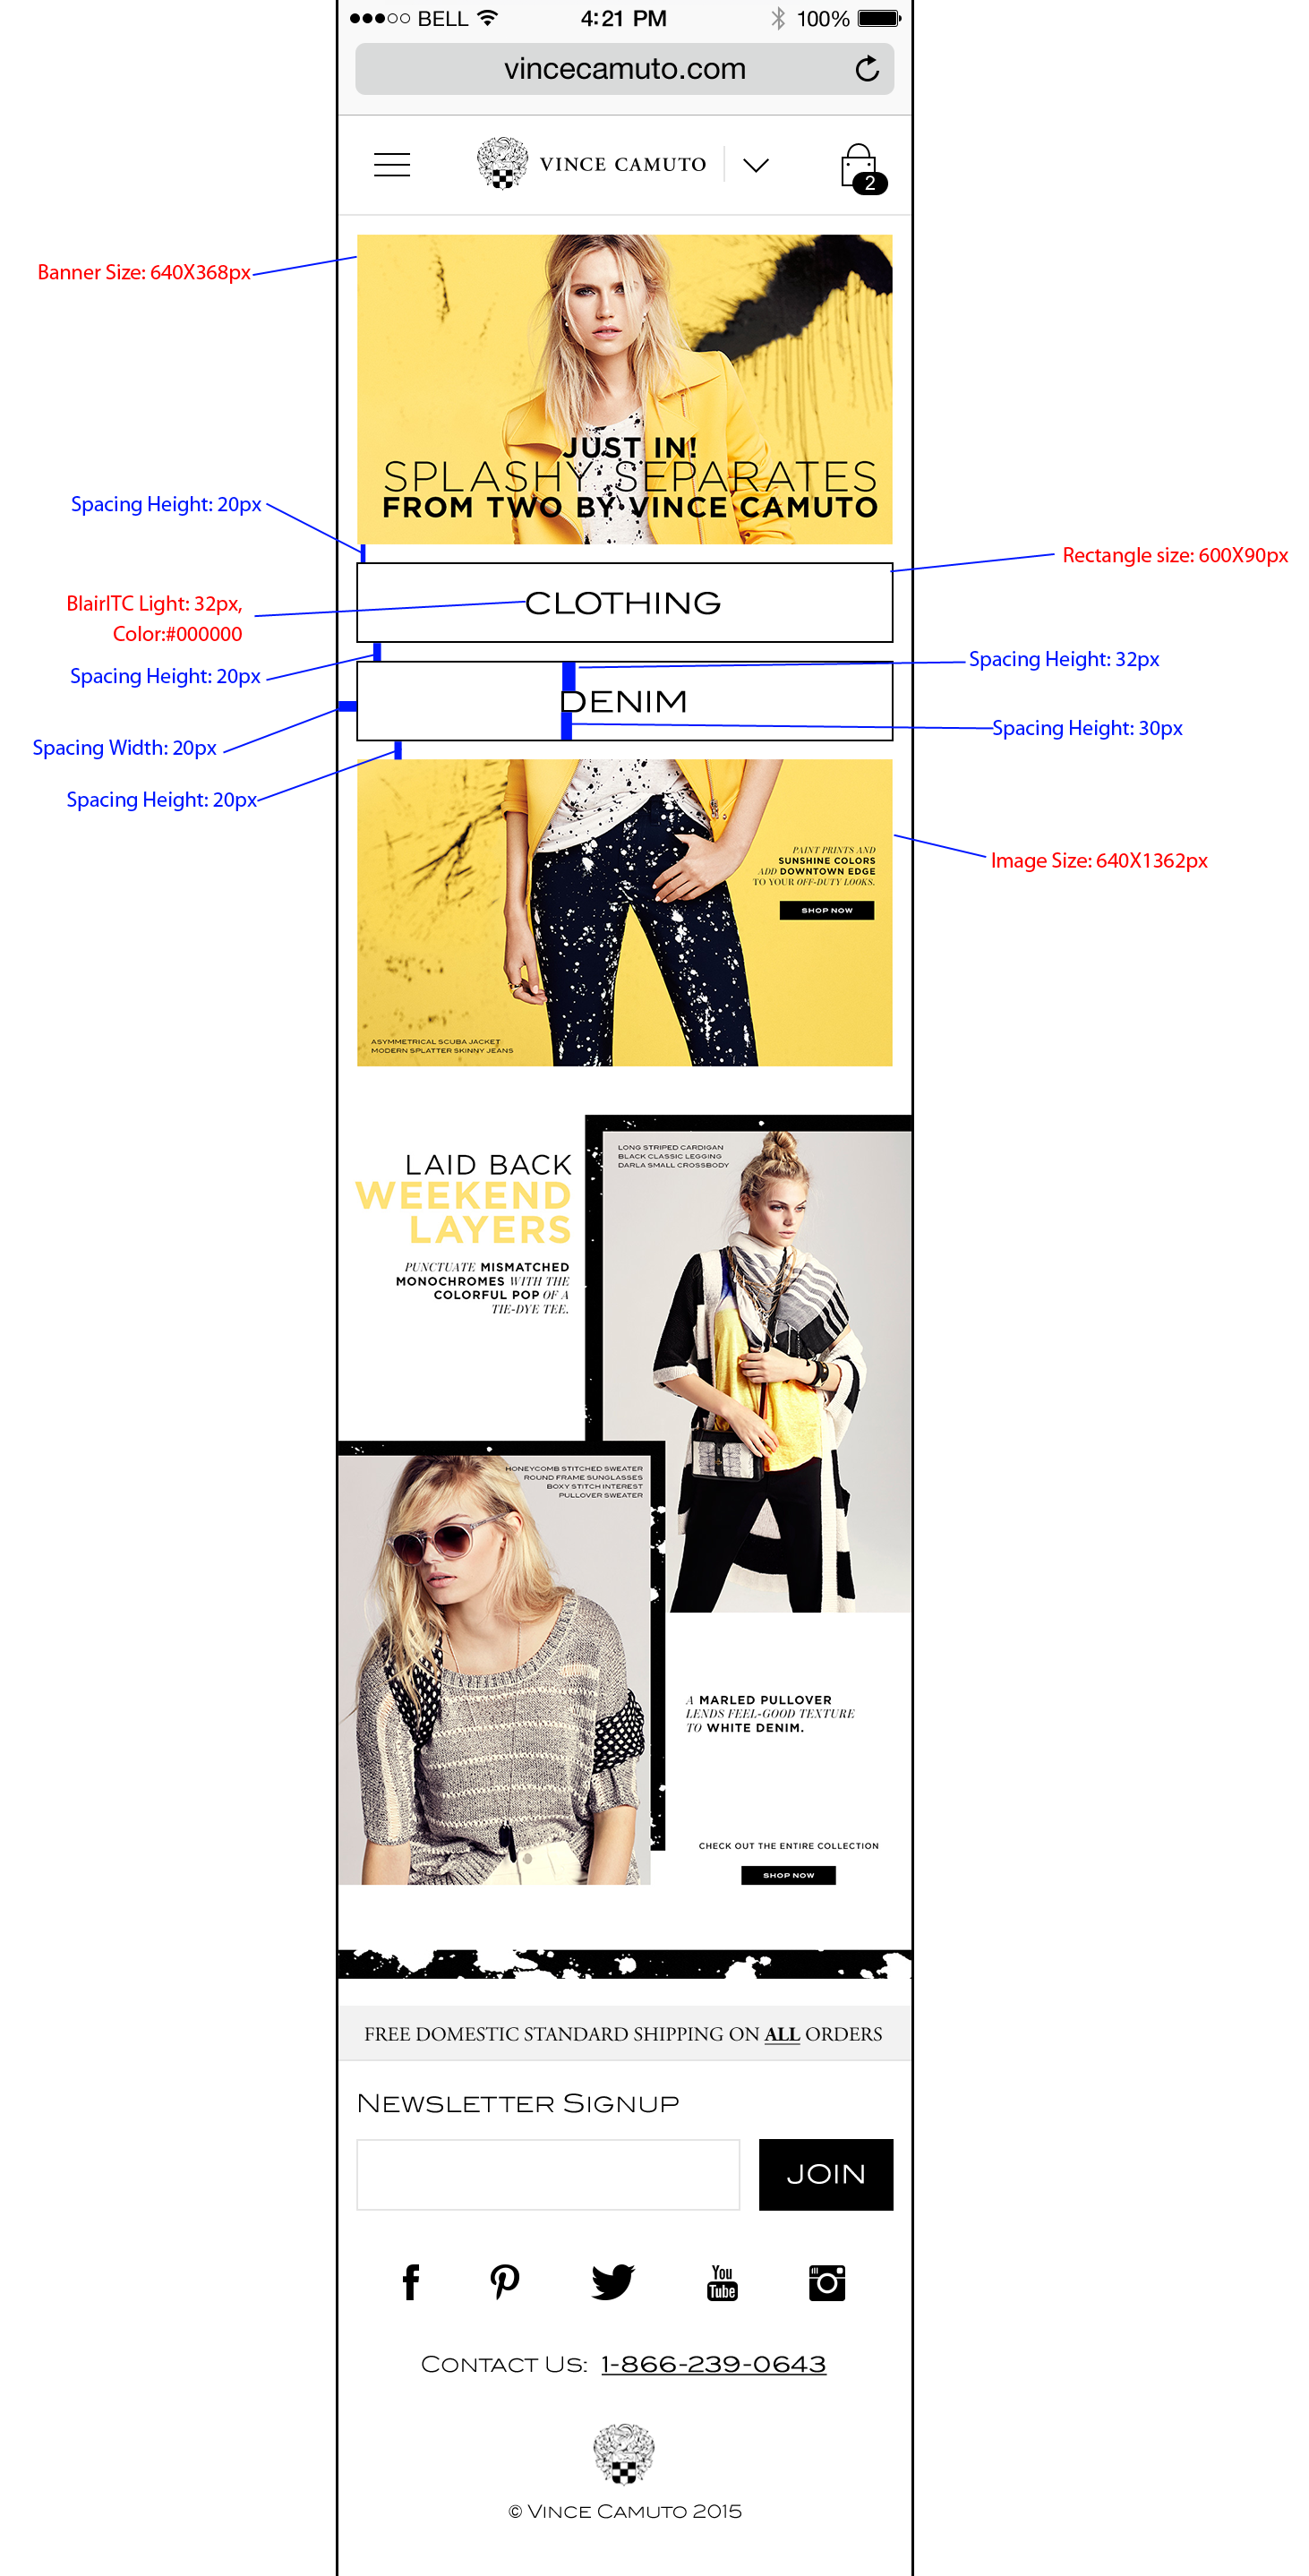 BELL 4:21 PM 100%
vincecamuto.com
VINCE CAMUTO
2
Banner Size: 640X368px
JUST IN!
SPLASHY SEPARATES
FROM TWO BY VINCE CAMUTO
Spacing Height: 20px
Rectangle size: 600X90px
BlairITC Light: 32px,
Color:#000000
CLOTHING
Spacing Height: 20px
Spacing Height: 32px
DENIM
Spacing Height: 30px
Spacing Width: 20px
Spacing Height: 20px
Image Size: 640X1362px
PAINT PRINTS AND
SUNSHINE COLORS
ADD DOWNTOWN EDGE
TO YOUR OFF-DUTY LOOKS.
SHOP NOW
ASYMMETRICAL SCUBA JACKET
MODERN SPLATTER SKINNY JEANS
LAID BACK
WEEKEND
LAYERS
PUNCTUATE MISMATCHED
MONOCHROMES WITH THE
COLORFUL POP OF A
TIE-DYE TEE.
LONG STRIPED CARDIGAN
BLACK CLASSIC LEGGING
DARLA SMALL CROSSBODY
HONEYCOMB STITCHED SWEATER
ROUND FRAME SUNGLASSES
BOXY STITCH INTEREST
PULLOVER SWEATER
A MARLED PULLOVER
LENDS FEEL-GOOD TEXTURE
TO WHITE DENIM.
CHECK OUT THE ENTIRE COLLECTION
SHOP NOW
FREE DOMESTIC STANDARD SHIPPING ON ALL ORDERS
NEWSLETTER SIGNUP
JOIN
You
Tube
CONTACT US: 1-866-239-0643
© VINCE CAMUTO 2015